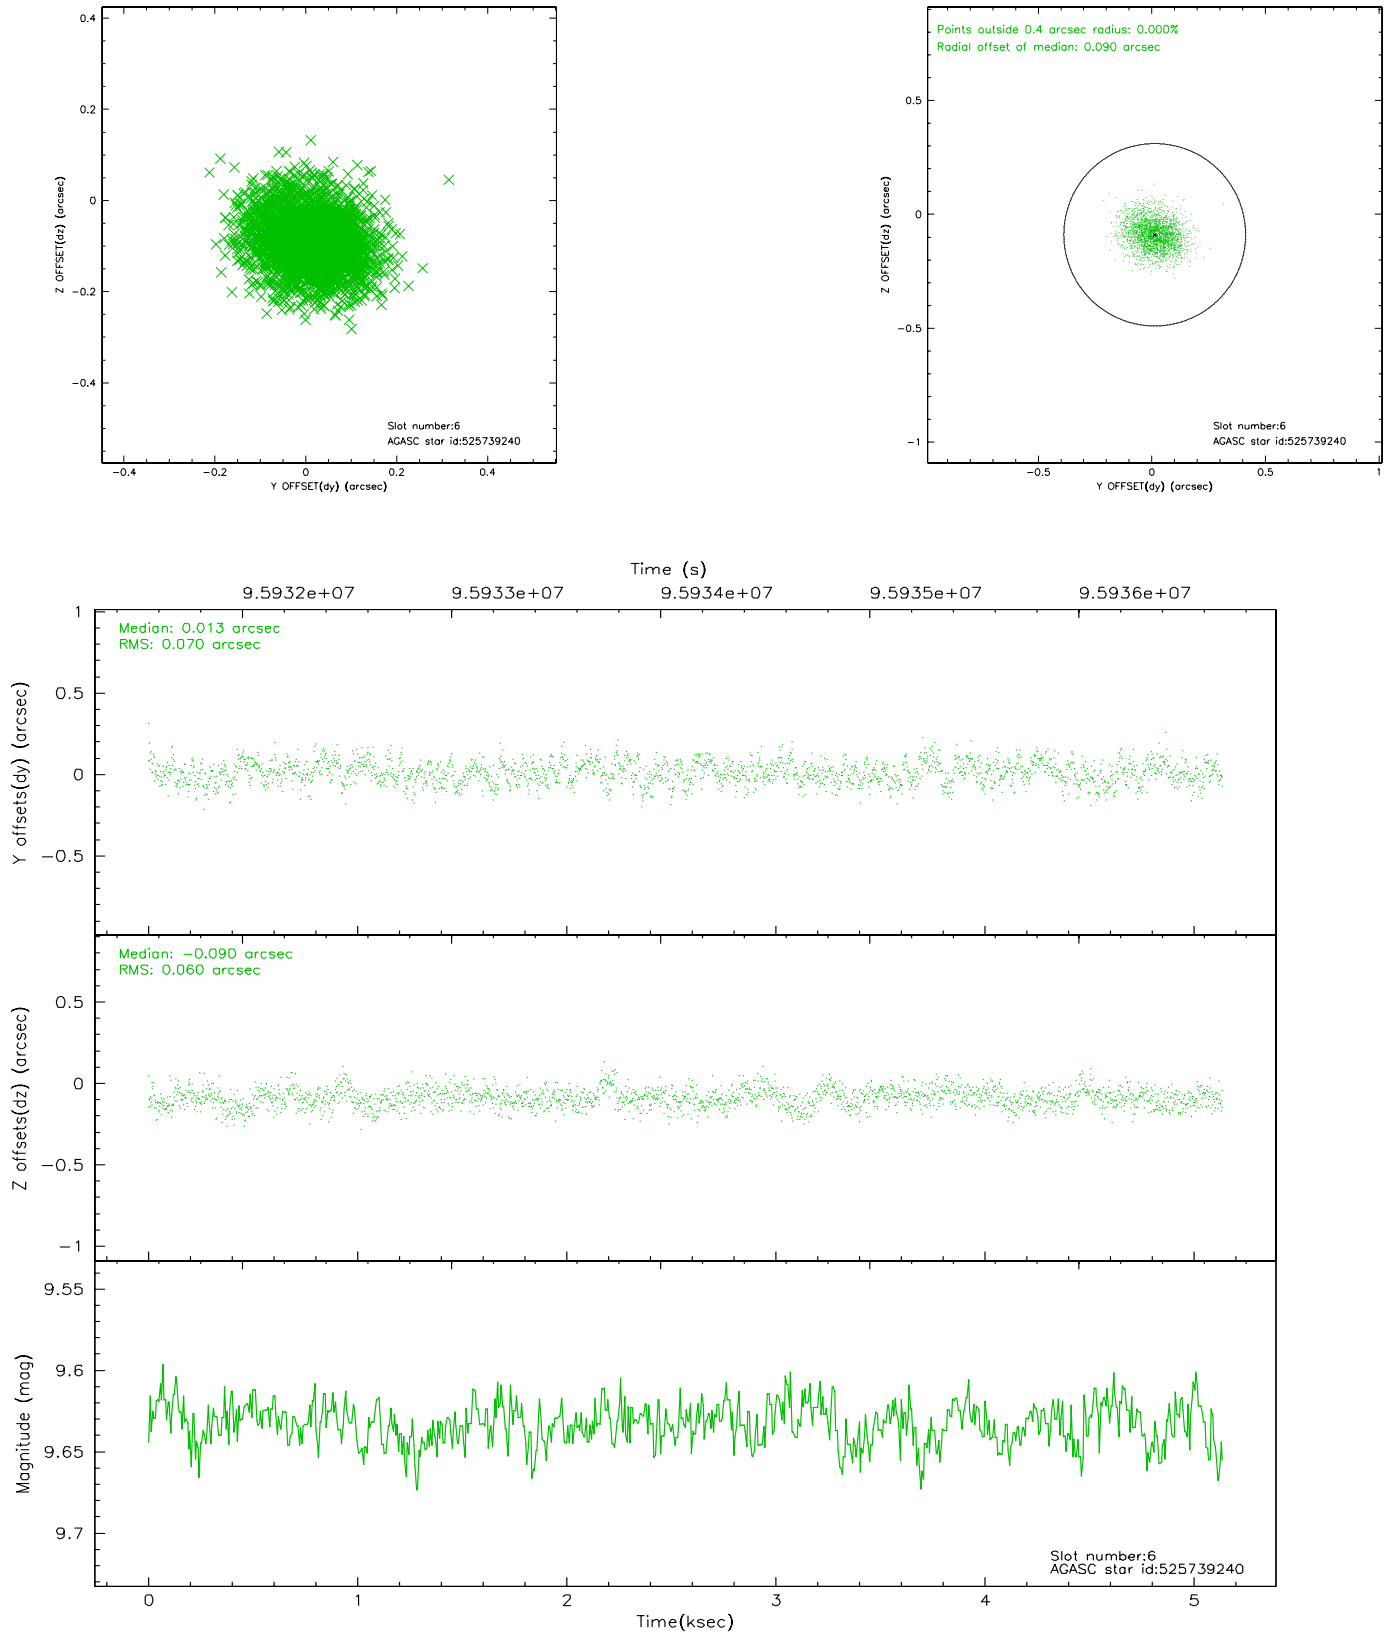 0.4
0.2
0
−0.2
−0.4
Z OFFSET(dz) (arcsec)
Slot number:6
AGASC star id:525739240
−0.4 −0.2 0 0.2 0.4
Y OFFSET(dy) (arcsec)
Points outside 0.4 arcsec radius: 0.000%
Radial offset of median: 0.090 arcsec
0.5
0
−0.5
−1
Z OFFSET(dz) (arcsec)
Slot number:6
AGASC star id:525739240
−0.5 0 0.5 1
Y OFFSET(dy) (arcsec)
Time (s)
9.5932e+07 9.5933e+07 9.5934e+07 9.5935e+07 9.5936e+07
Median: 0.013 arcsec
RMS: 0.070 arcsec
1
0.5
0
−0.5
Y offsets(dy) (arcsec)
Median: −0.090 arcsec
RMS: 0.060 arcsec
0.5
0
−0.5
−1
Z offsets(dz) (arcsec)
9.55
9.6
9.65
9.7
Magnitude (mag)
Slot number:6
AGASC star id:525739240
0 1 2 3 4 5
Time(ksec)